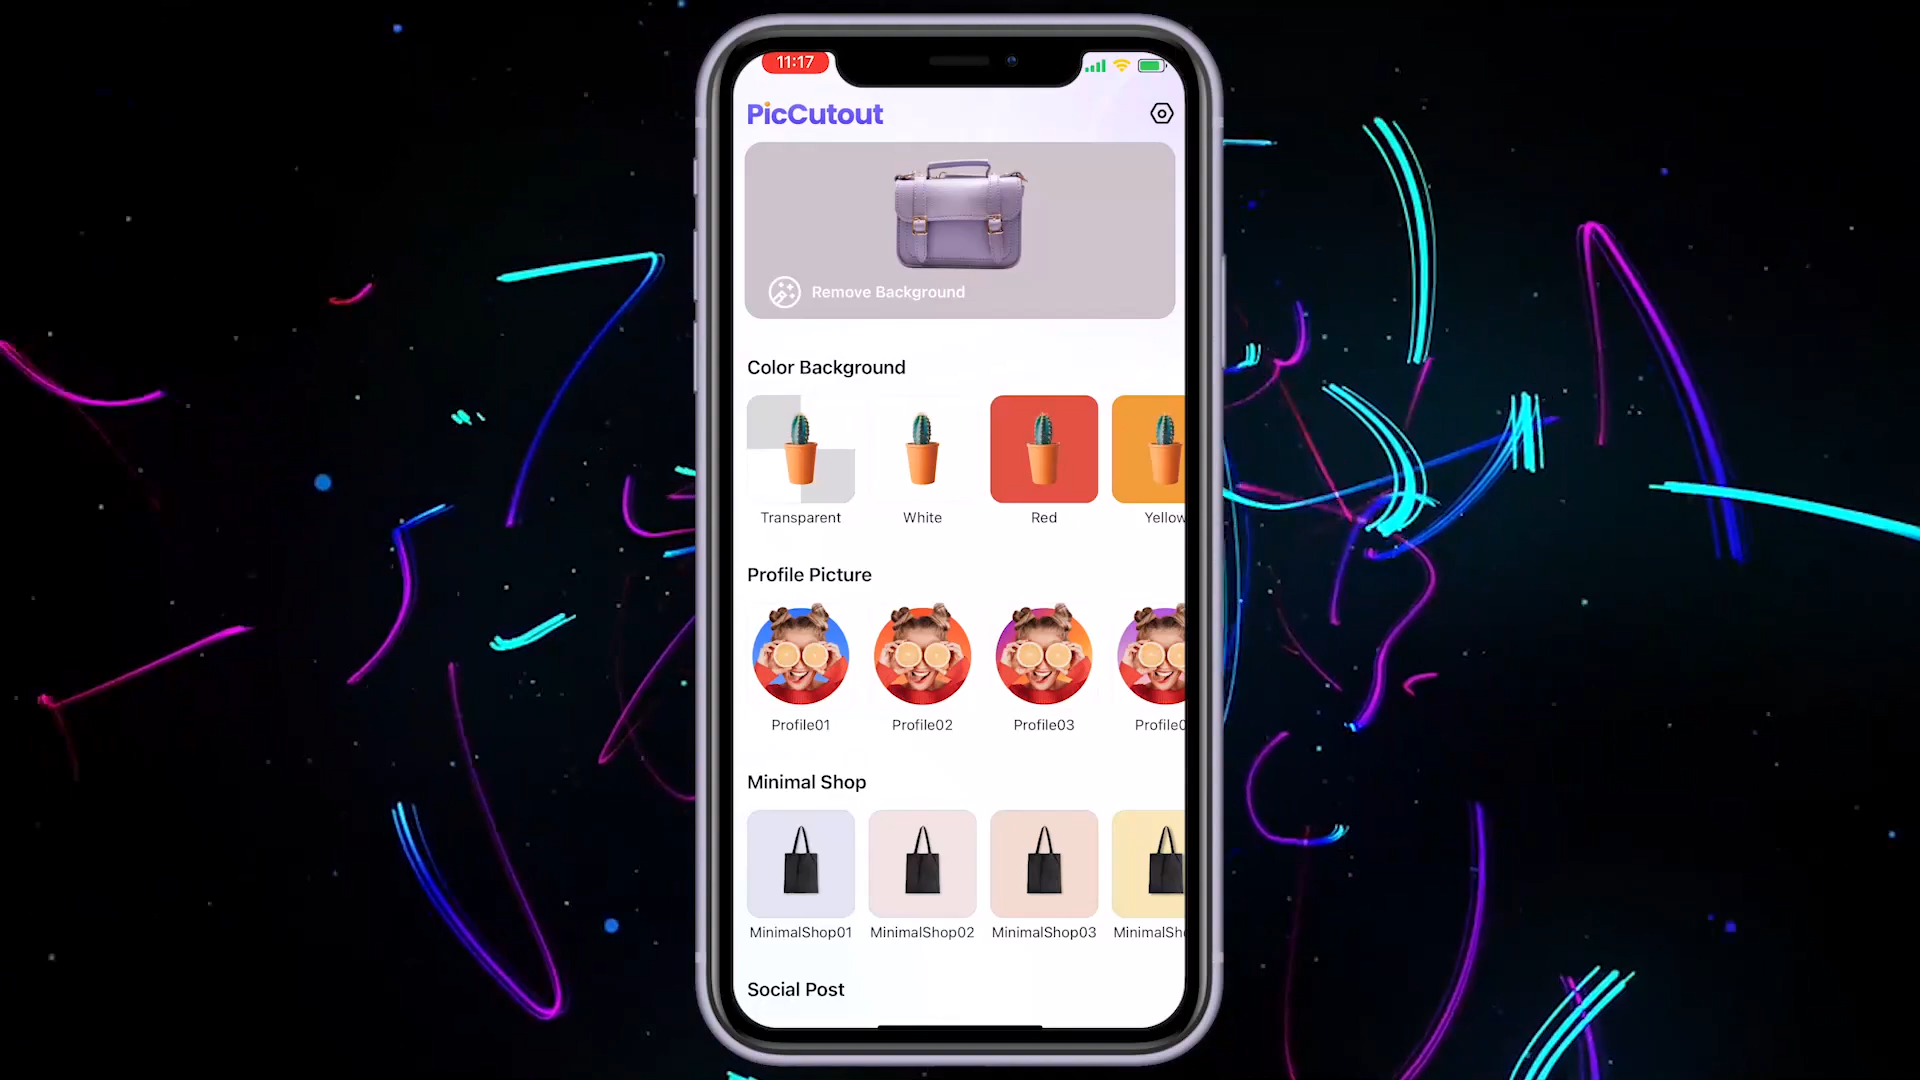 11:17
PicCutout
Remove Background
Color Background
Transparent White Red Yellow
Profile Picture
Profile01 Profile02 Profile03
Minimal Shop
MinimalShop01 MinimalShop02 MinimalShop03
Social Post